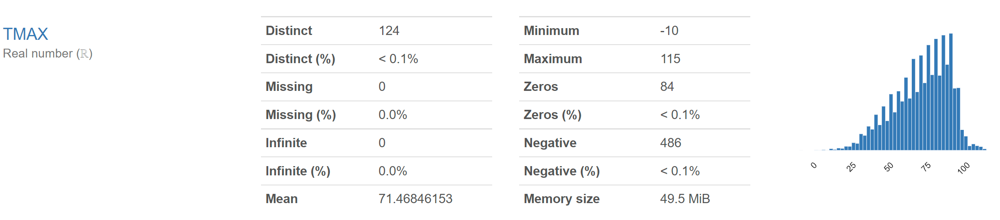 TMAX
Real number (ℝ)
Distinct 124
Distinct (%) < 0.1%
Missing 0
Missing (%) 0.0%
Infinite 0
Infinite (%) 0.0%
Mean 71.46846153
Minimum -10
Maximum 115
Zeros 84
Zeros (%) < 0.1%
Negative 486
Negative (%) < 0.1%
Memory size 49.5 MiB
0 25 50 75 100